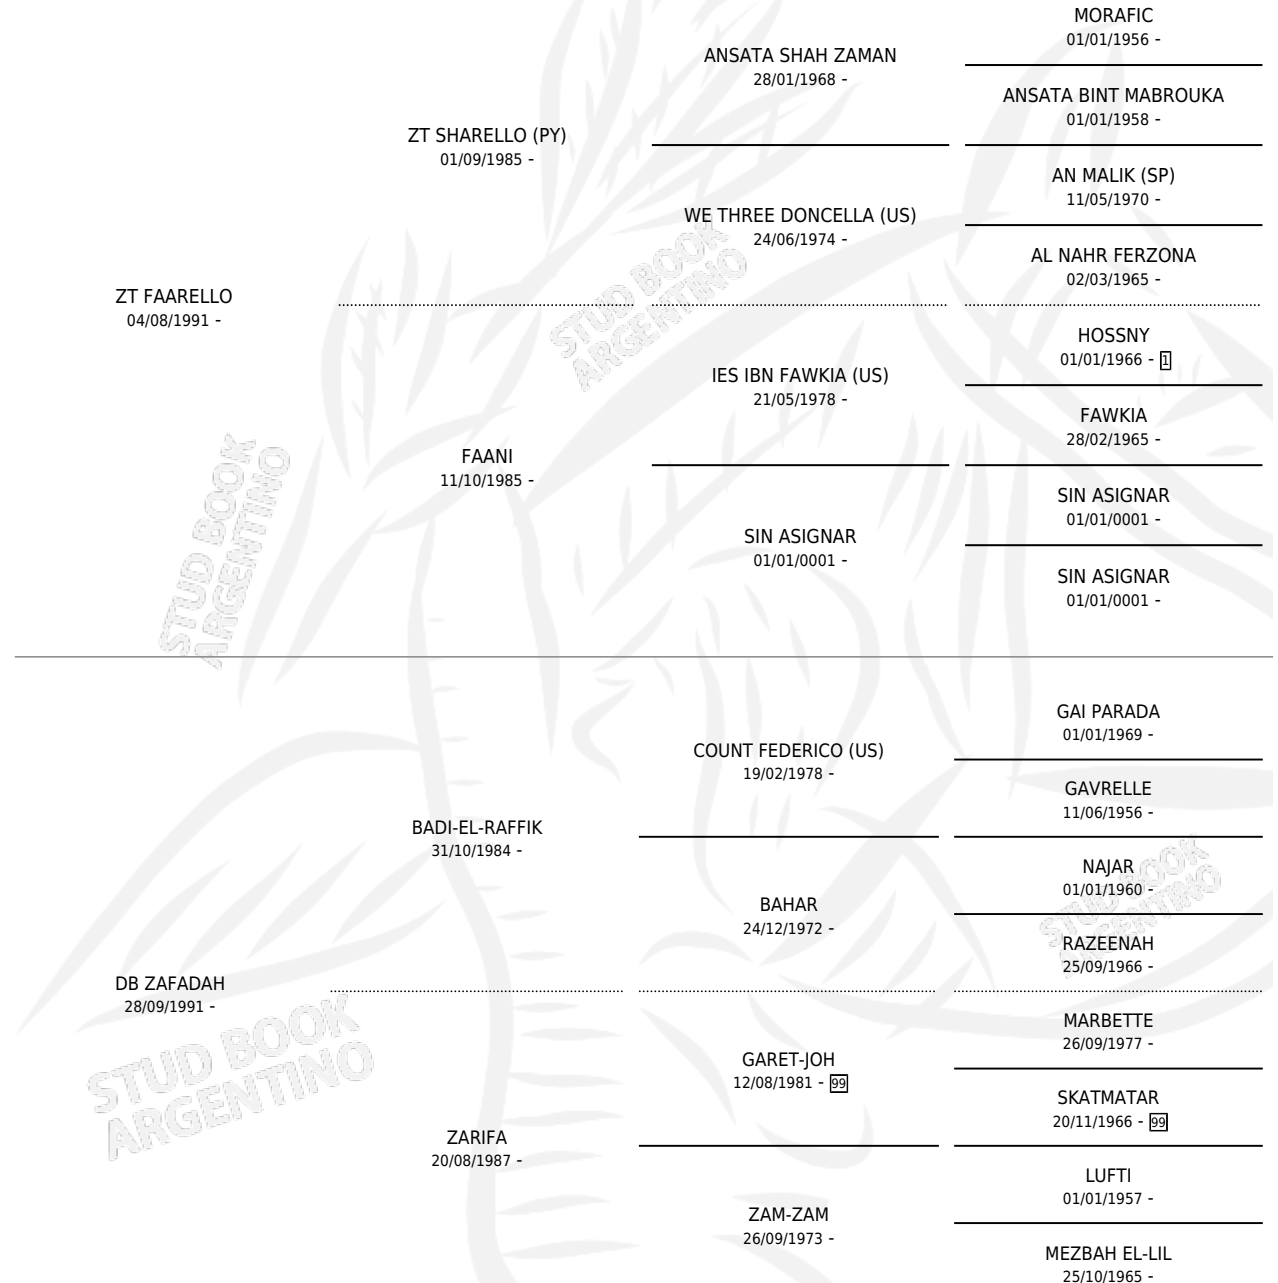 MORAFIC
01/01/1956 -
ANSATA SHAH ZAMAN
28/01/1968 -
ANSATA BINT MABROUKA
01/01/1958 -
ZT SHARELLO (PY)
01/09/1985 -
AN MALIK (SP)
11/05/1970 -
WE THREE DONCELLA (US)
24/06/1974 -
AL NAHR FERZONA
02/03/1965 -
ZT FAARELLO
04/08/1991 -
HOSSNY
01/01/1966 - 1
IES IBN FAWKIA (US)
21/05/1978 -
FAWKIA
28/02/1965 -
FAANI
11/10/1985 -
SIN ASIGNAR
01/01/0001 -
SIN ASIGNAR
01/01/0001 -
SIN ASIGNAR
01/01/0001 -
GAI PARADA
01/01/1969 -
COUNT FEDERICO (US)
19/02/1978 -
GAVRELLE
11/06/1956 -
BADI-EL-RAFFIK
31/10/1984 -
NAJAR
01/01/1960 -
BAHAR
24/12/1972 -
RAZEENAH
25/09/1966 -
DB ZAFADAH
28/09/1991 -
MARBETTE
26/09/1977 -
GARET-JOH
12/08/1981 - 99
SKATMATAR
20/11/1966 - 99
ZARIFA
20/08/1987 -
LUFTI
01/01/1957 -
ZAM-ZAM
26/09/1973 -
MEZBAH EL-LIL
25/10/1965 -
STUD BOOK
ARGENTINO
STUD BOOK
ARGENTINO
STUD BOOK
ARGENTINO
STUD BOOK
ARGENTINO